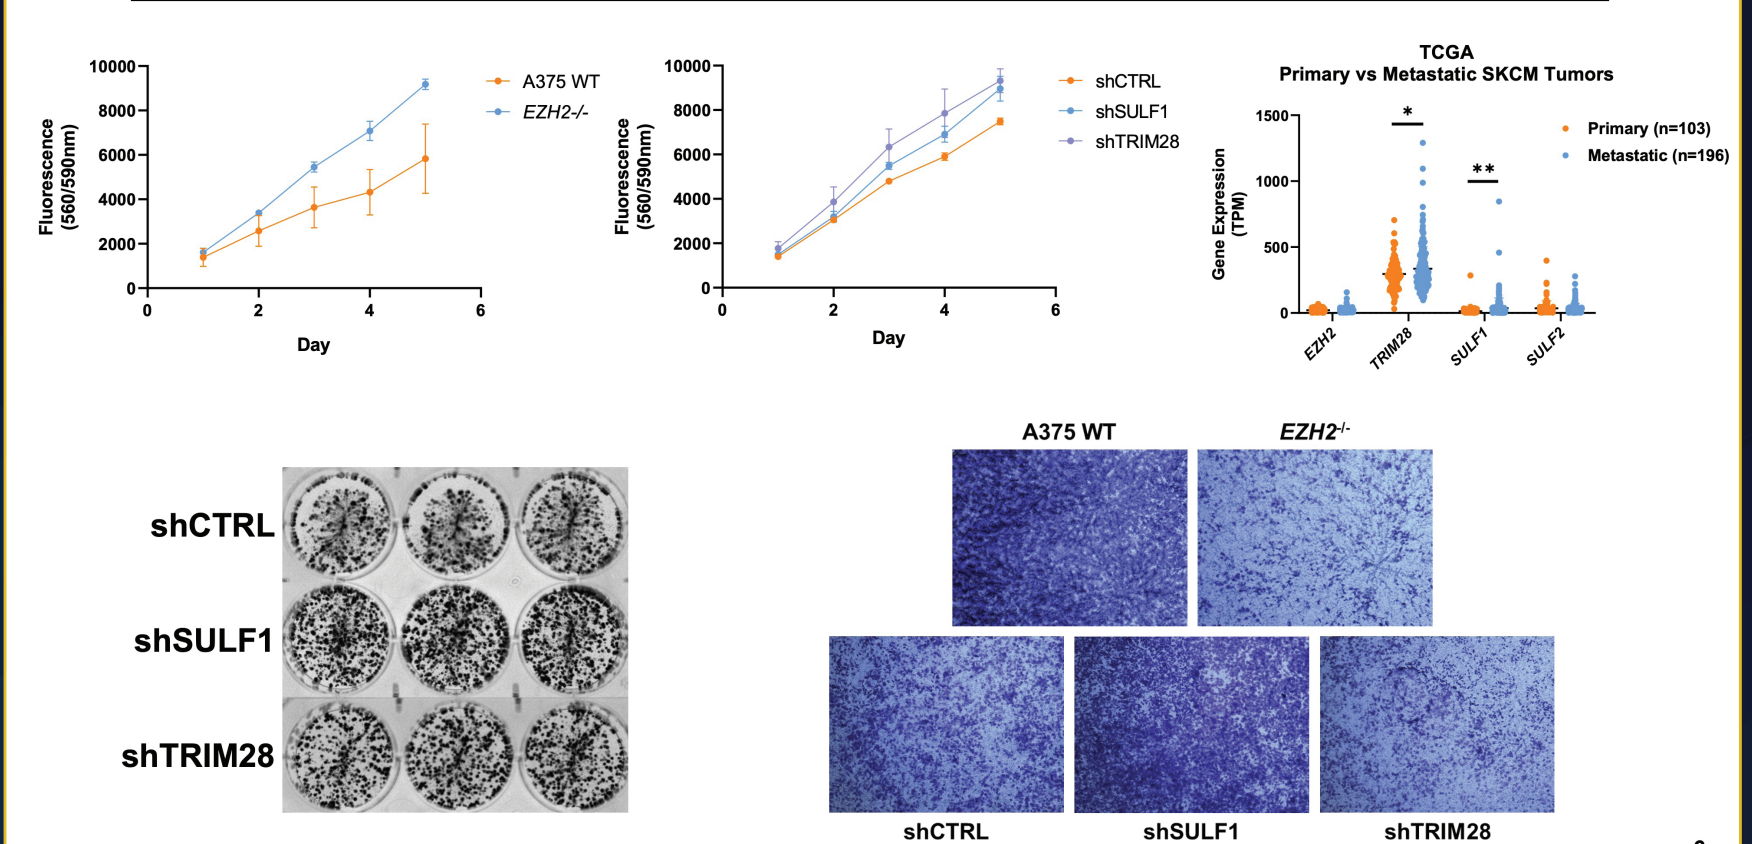 10000
8000
6000
4000
2000
0
0
2
4
6
Fluorescence
(560/590nm)
Day
A375 WT
EZH2-/-
10000
8000
6000
4000
2000
0
0
2
4
6
Fluorescence
(560/590nm)
Day
shCTRL
shSULF1
shTRIM28
TCGA
Primary vs Metastatic SKCM Tumors
1500
1000
500
0
Gene Expression
(TPM)
*
**
EZH2
TRIM28
SULF1
SULF2
Primary (n=103)
Metastatic (n=196)
shCTRL
shSULF1
shTRIM28
A375 WT
EZH2-/-
shCTRL
shSULF1
shTRIM28